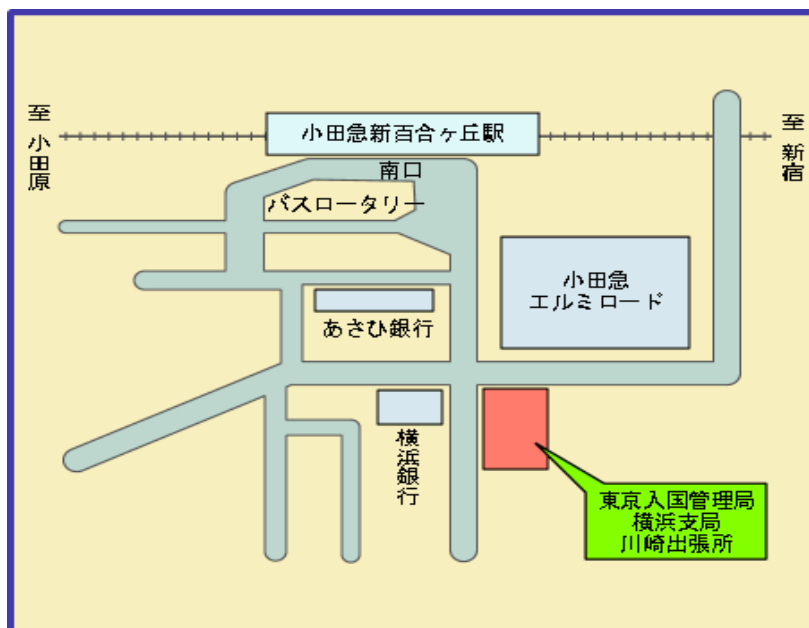 至 小田原
小田急新百合ヶ丘駅
至 新宿
南口
バスロータリー
小田急
エルミロード
あさひ銀行
横浜銀行
東京入国管理局
横浜支局
川崎出張所